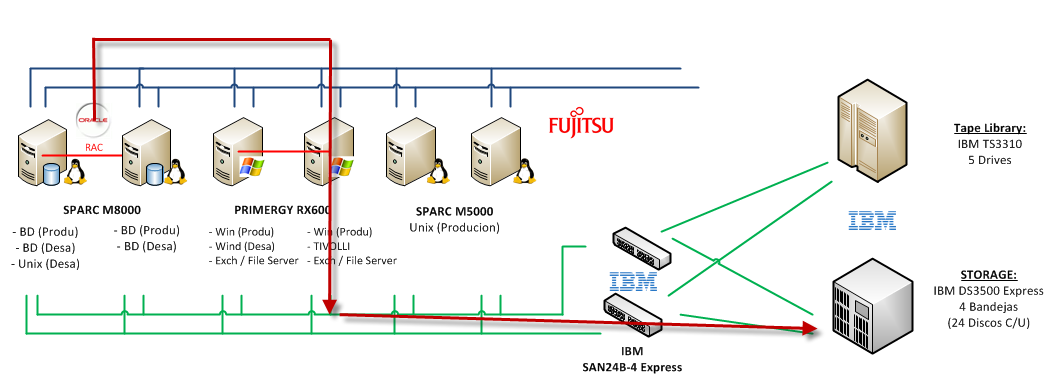 ORACLE
RAC
FUJITSU
SPARC M8000
- BD (Produ)
- BD (Desa)
- Unix (Desa)
- BD (Produ)
- BD (Desa)
PRIMERGY RX600
- Win (Produ)
- Wind (Desa)
- Exch / File Server
- Win (Produ)
- TIVOLLI
- Exch / File Server
SPARC M5000
Unix (Producion)
Tape Library:
IBM TS3310
5 Drives
IBM
IBM
IBM
SAN24B-4 Express
STORAGE:
IBM DS3500 Express
4 Bandejas
(24 Discos C/U)